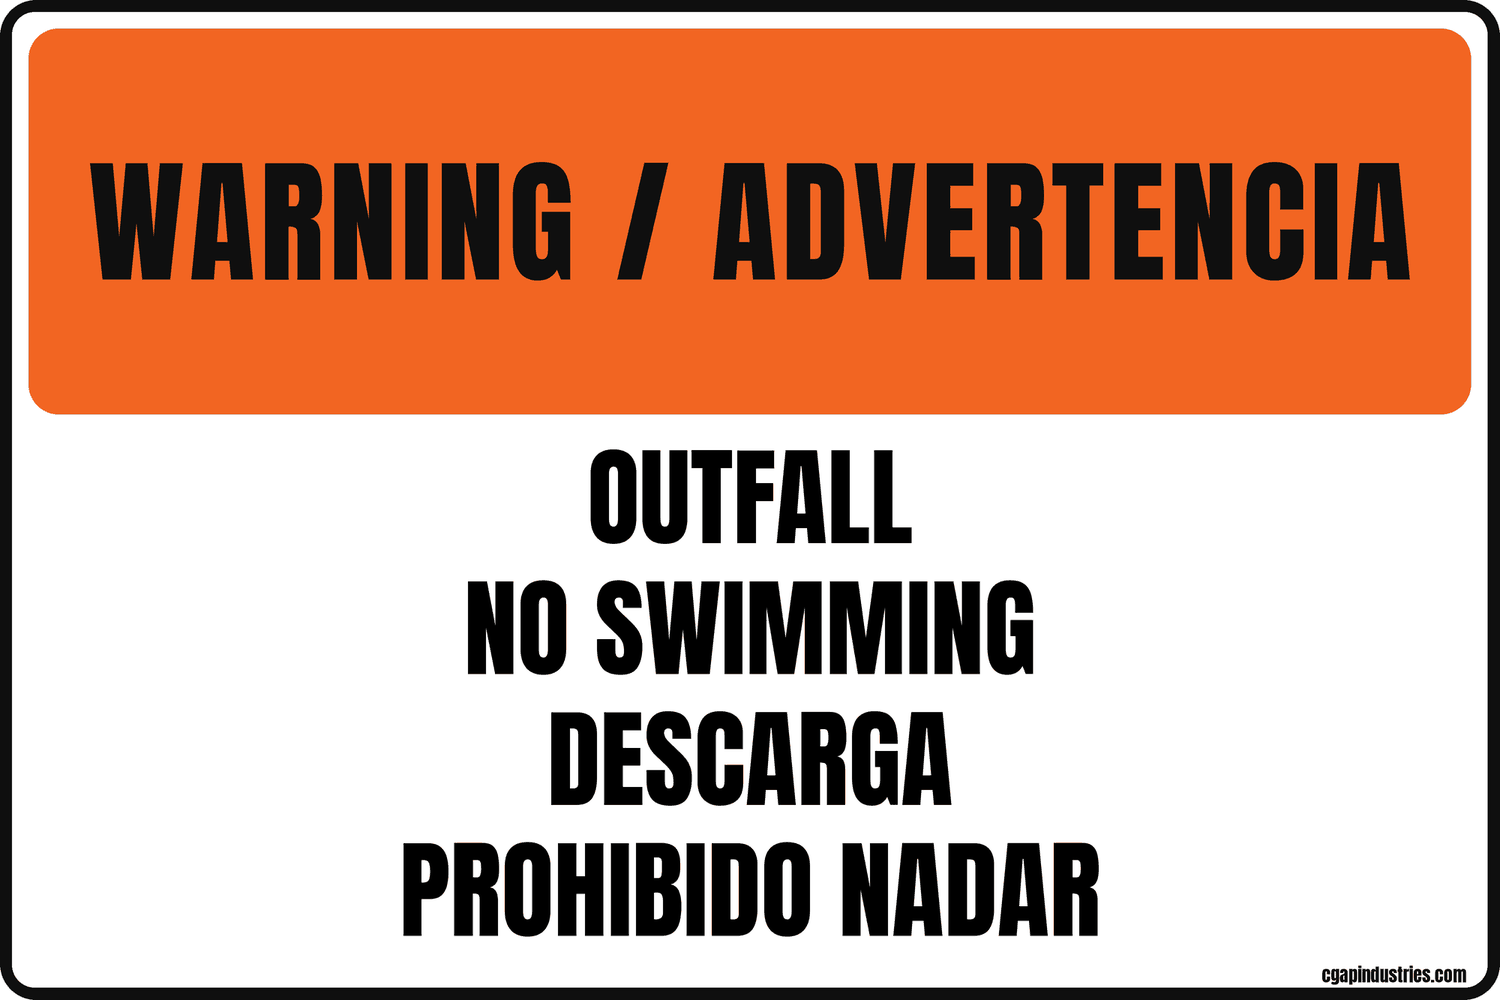 WARNING / ADVERTENCIA
OUTFALL
NO SWIMMING
DESCARGA
PROHIBIDO NADAR
cgapindustries.com